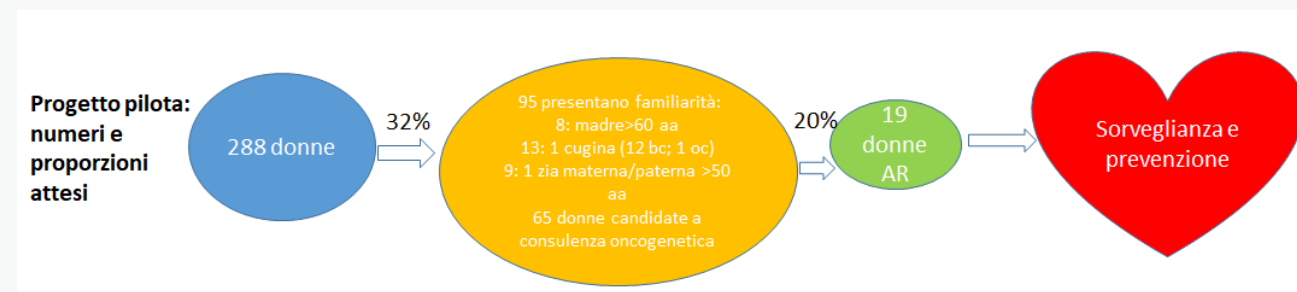 Progetto pilota:
numeri e
proporzioni
attesi
288 donne
32%
95 presentano familiarità:
8: madre>60 aa
13: 1 cugina (12 bc; 1 oc)
9: 1 zia materna/paterna >50
aa
65 donne candidate a
consulenza oncogenetica
20%
19
donne
AR
Sorveglianza e
prevenzione